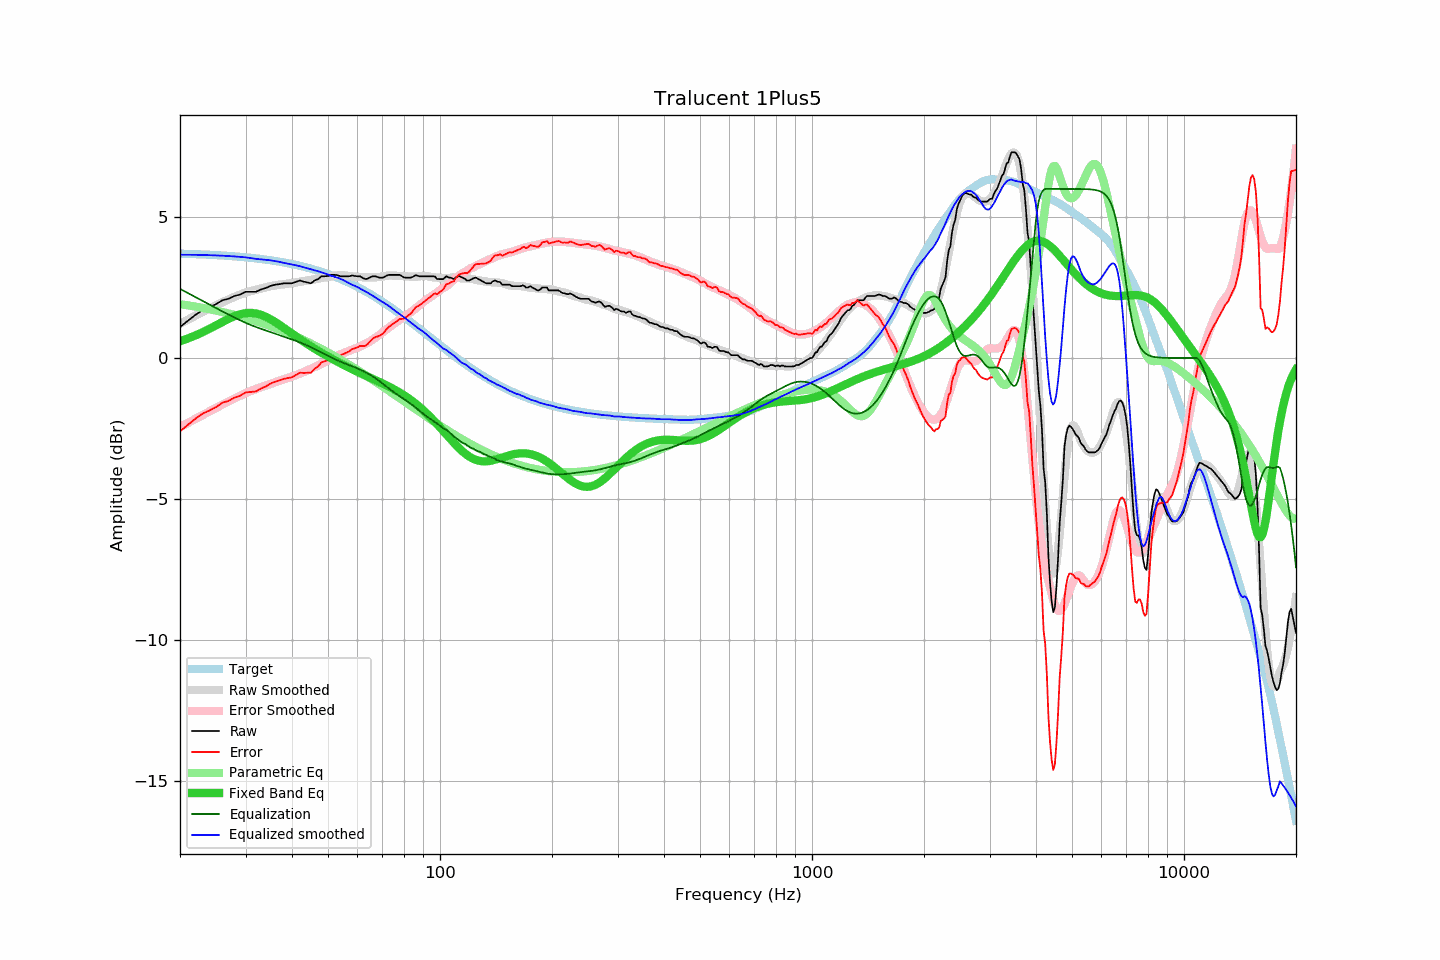 Tralucent 1Plus5
Amplitude (dBr)
5
0
−5
−10
−15
Target
Raw Smoothed
Error Smoothed
Raw
Error
Parametric Eq
Fixed Band Eq
Equalization
Equalized smoothed
100
1000
10000
Frequency (Hz)